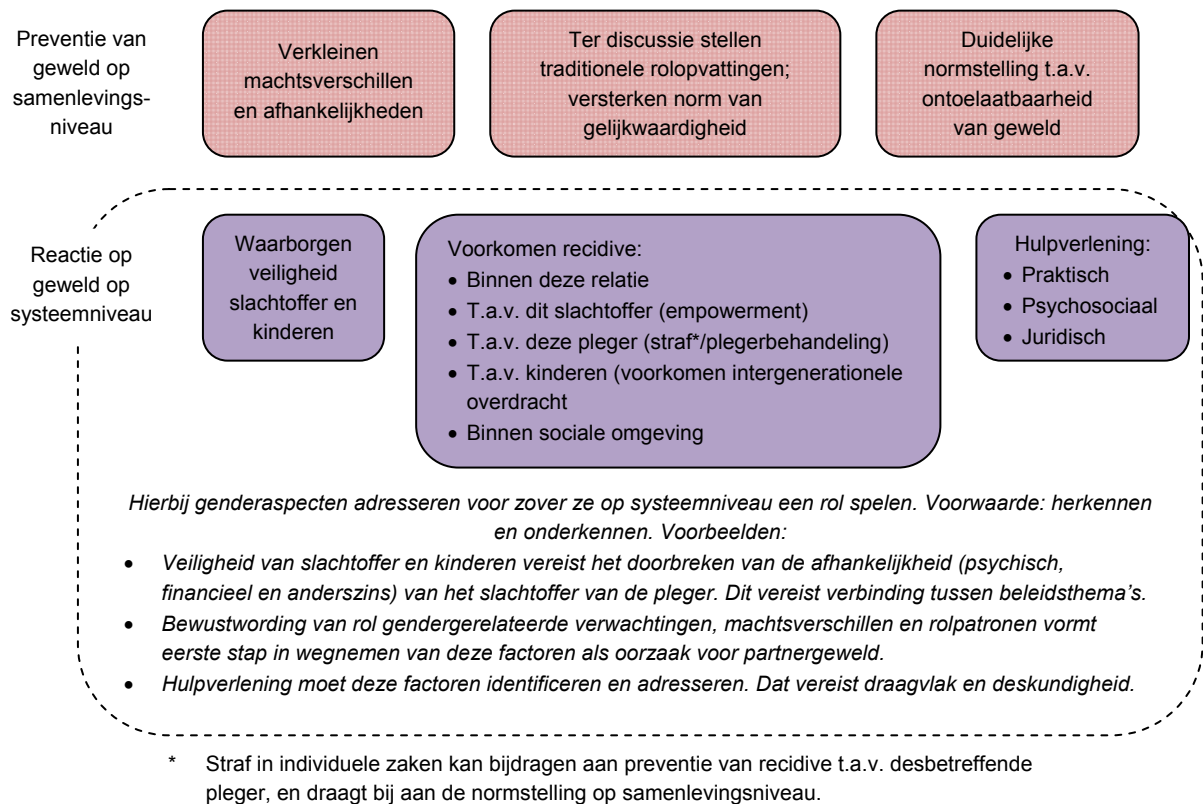 Preventie van
geweld op
samenlevings-
niveau
Verkleinen
machtsverschillen
en afhankelijkheden
Ter discussie stellen
traditionele rolopvattingen;
versterken norm van
gelijkwaardigheid
Duidelijke
normstelling t.a.v.
ontoelaatbaarheid
van geweld
Reactie op
geweld op
systeemniveau
Waarborgen
veiligheid
slachtoffer en
kinderen
Voorkomen recidive:
• Binnen deze relatie
• T.a.v. dit slachtoffer (empowerment)
• T.a.v. deze pleger (straf*/plegerbehandeling)
• T.a.v. kinderen (voorkomen intergenerationele
overdracht
• Binnen sociale omgeving
Hulpverlening:
• Praktisch
• Psychosociaal
• Juridisch
Hierbij genderaspecten adresseren voor zover ze op systeemniveau een rol spelen. Voorwaarde: herkennen
en onderkennen. Voorbeelden:
• Veiligheid van slachtoffer en kinderen vereist het doorbreken van de afhankelijkheid (psychisch,
financieel en anderszins) van het slachtoffer van de pleger. Dit vereist verbinding tussen beleidsthema's.
• Bewustwording van rol gendergerelateerde verwachtingen, machtsverschillen en rolpatronen vormt
eerste stap in wegnemen van deze factoren als oorzaak voor partnergeweld.
• Hulpverlening moet deze factoren identificeren en adresseren. Dat vereist draagvlak en deskundigheid.
* Straf in individuele zaken kan bijdragen aan preventie van recidive t.a.v. desbetreffende
pleger, en draagt bij aan de normstelling op samenlevingsniveau.